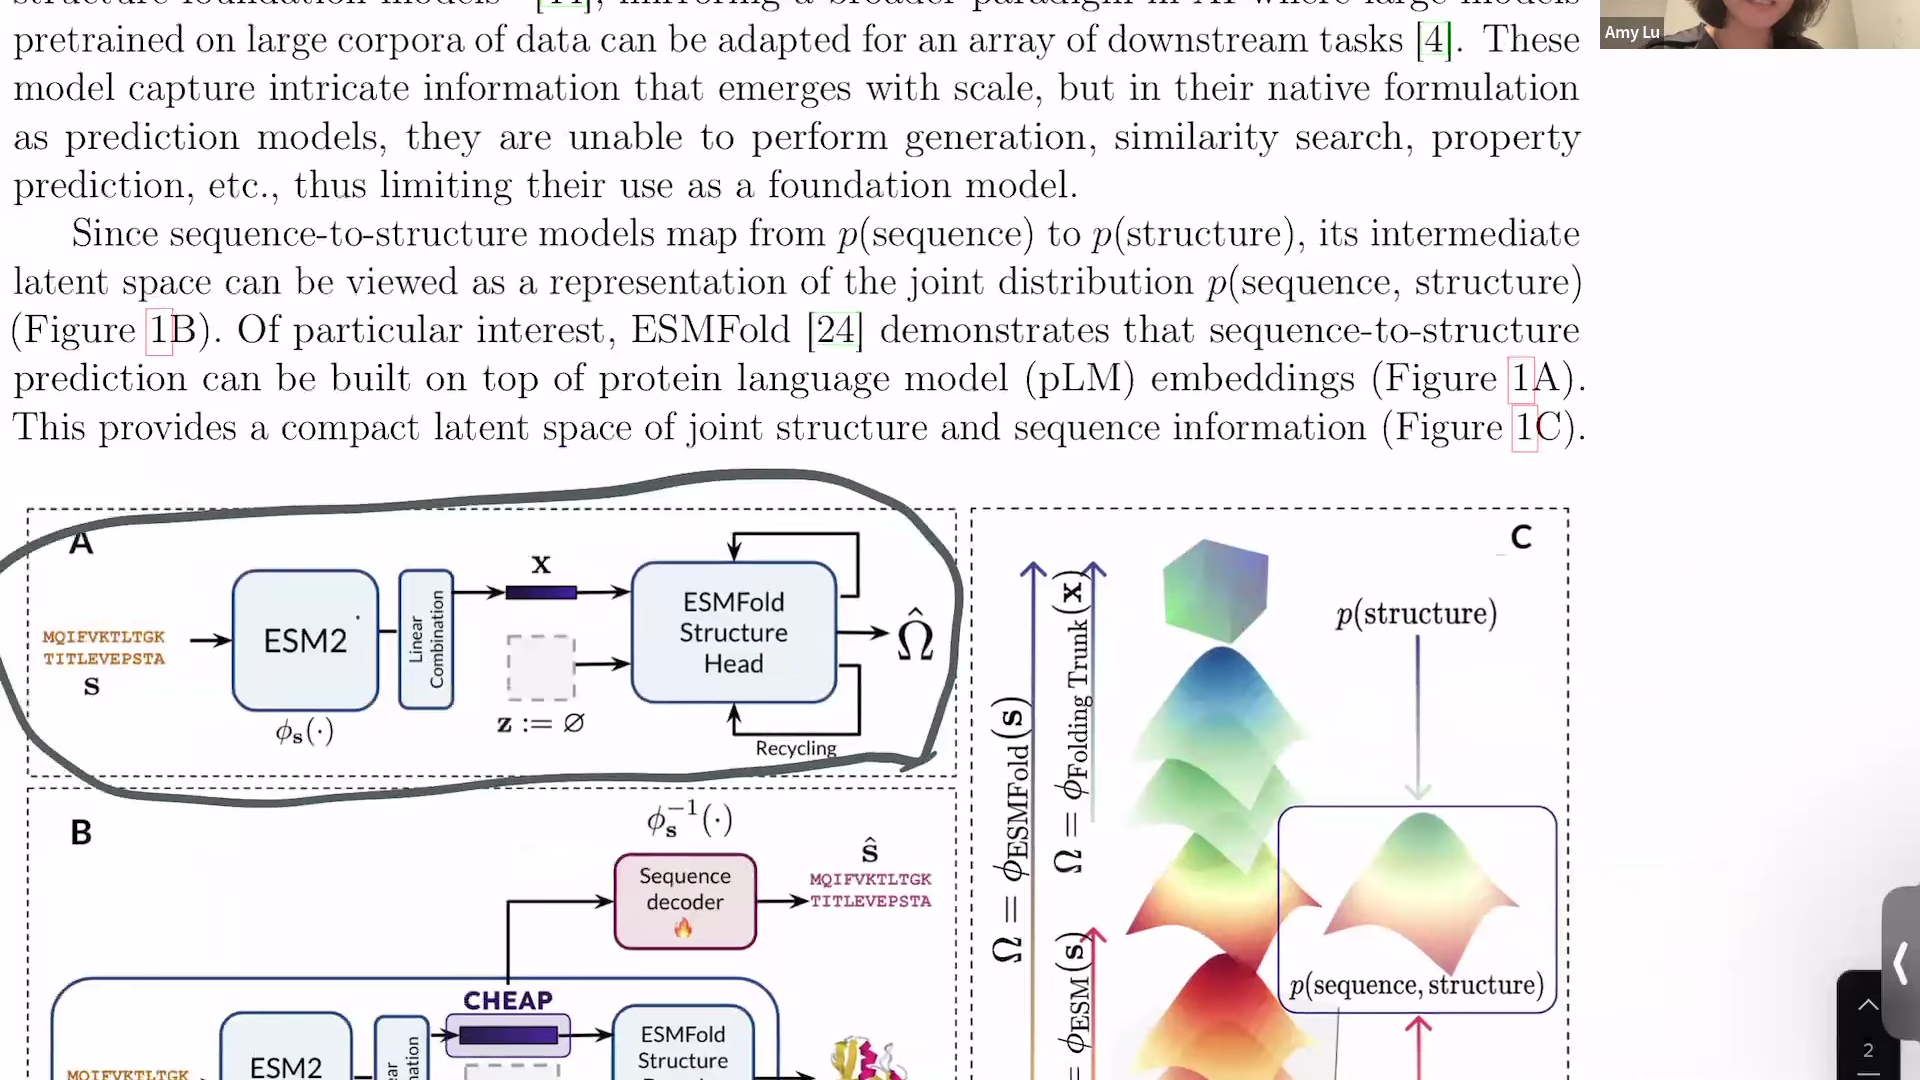 pretrained on large corpora of data can be adapted for an array of downstream tasks [4]. These
model capture intricate information that emerges with scale, but in their native formulation
as prediction models, they are unable to perform generation, similarity search, property
prediction, etc., thus limiting their use as a foundation model.
Since sequence-to-structure models map from p(sequence) to p(structure), its intermediate
latent space can be viewed as a representation of the joint distribution p(sequence, structure)
(Figure 1B). Of particular interest, ESMFold [24] demonstrates that sequence-to-structure
prediction can be built on top of protein language model (pLM) embeddings (Figure 1A).
This provides a compact latent space of joint structure and sequence information (Figure 1C).
Amy Lu
A
MQIFVKTLTGK
TITLEVEPSTA
s
ESM2
ϕs(·)
Linear
Combination
x
z := ∅
ESMFold
Structure
Head
Recycling
Ω̂
B
ϕs⁻¹(·)
Sequence
decoder
ŝ
MQIFVKTLTGK
TITLEVEPSTA
CHEAP
MQIFVKTLTGK
ESM2
ESMFold
Structure
C
Ω = ϕESMFold(s)
Ω = ϕFolding Trunk(x)
= ϕESM(s)
p(structure)
p(sequence, structure)
2